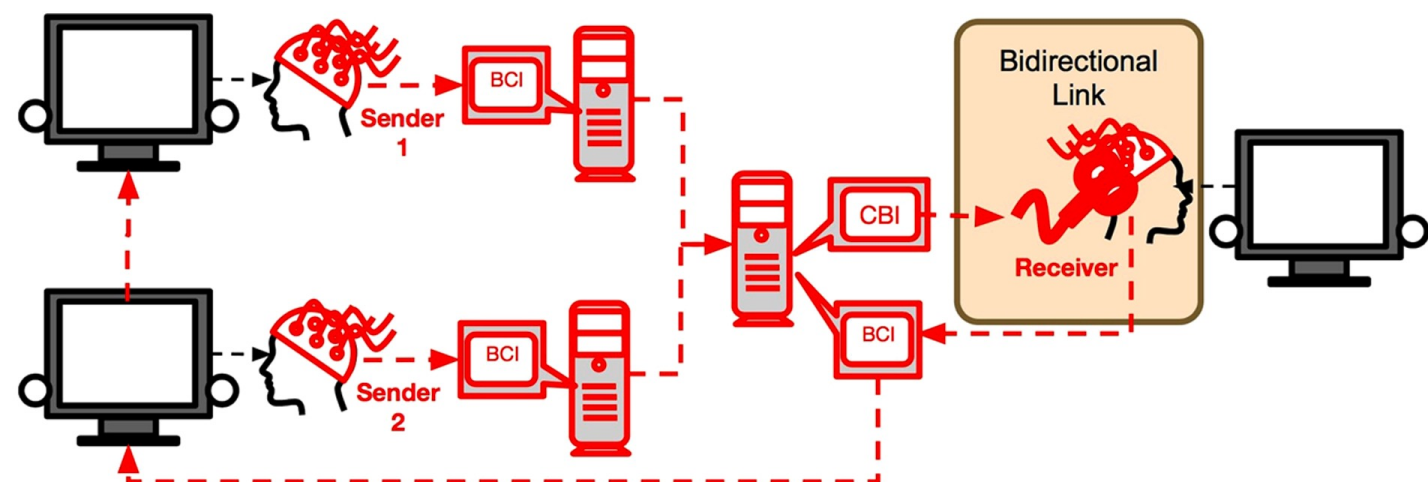 BCI
Sender
1
Bidirectional
Link
CBI
Receiver
BCI
BCI
Sender
2